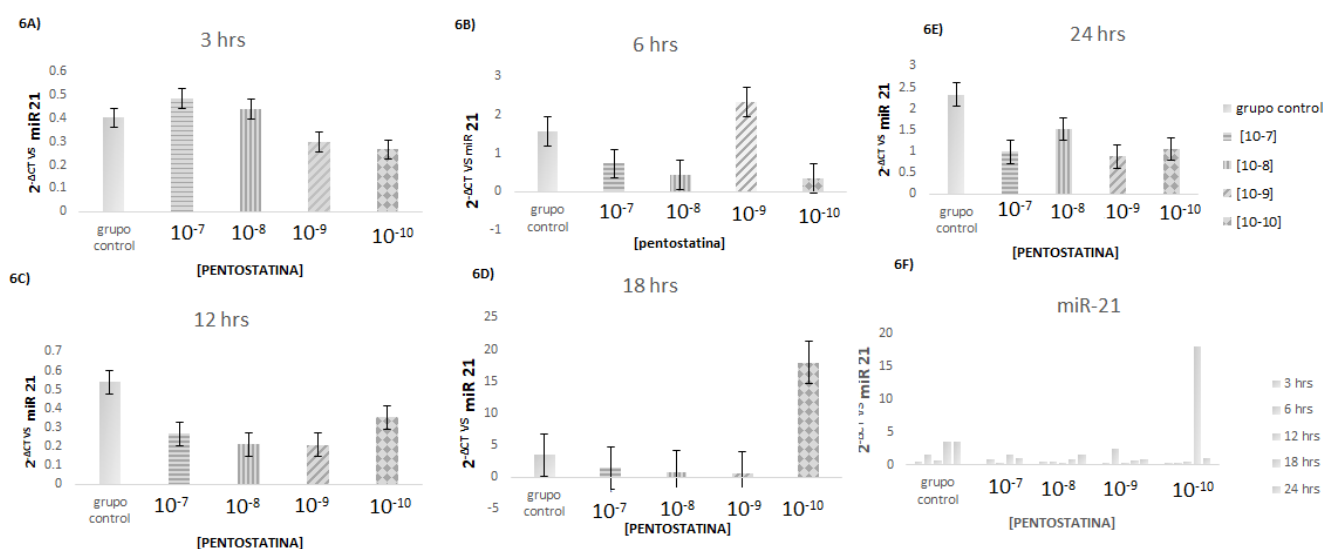 6A)
3 hrs
2-ΔCT VS miR 21
0.6
0.5
0.4
0.3
0.2
0.1
0
grupo
control
10-7
10-8
10-9
10-10
[PENTOSTATINA]
6B)
6 hrs
2-ΔCT VS miR 21
3
2
1
0
-1
grupo
control
10-7
10-8
10-9
10-10
[pentostatina]
6E)
24 hrs
2-ΔCT VS miR 21
3
2.5
2
1.5
1
0.5
0
grupo
control
10-7
10-8
10-9
10-10
[PENTOSTATINA]
grupo control
[10-7]
[10-8]
[10-9]
[10-10]
6C)
12 hrs
2-ΔCT VS miR 21
0.7
0.6
0.5
0.4
0.3
0.2
0.1
0
grupo
control
10-7
10-8
10-9
10-10
[PENTOSTATINA]
6D)
18 hrs
2-ΔCT VS miR 21
25
20
15
10
5
0
-5
grupo
control
10-7
10-8
10-9
10-10
[PENTOSTATINA]
6F)
miR-21
2-ΔCT VS miR 21
20
15
10
5
0
grupo
control
10-7
10-8
10-9
10-10
[PENTOSTATINA]
3 hrs
6 hrs
12 hrs
18 hrs
24 hrs